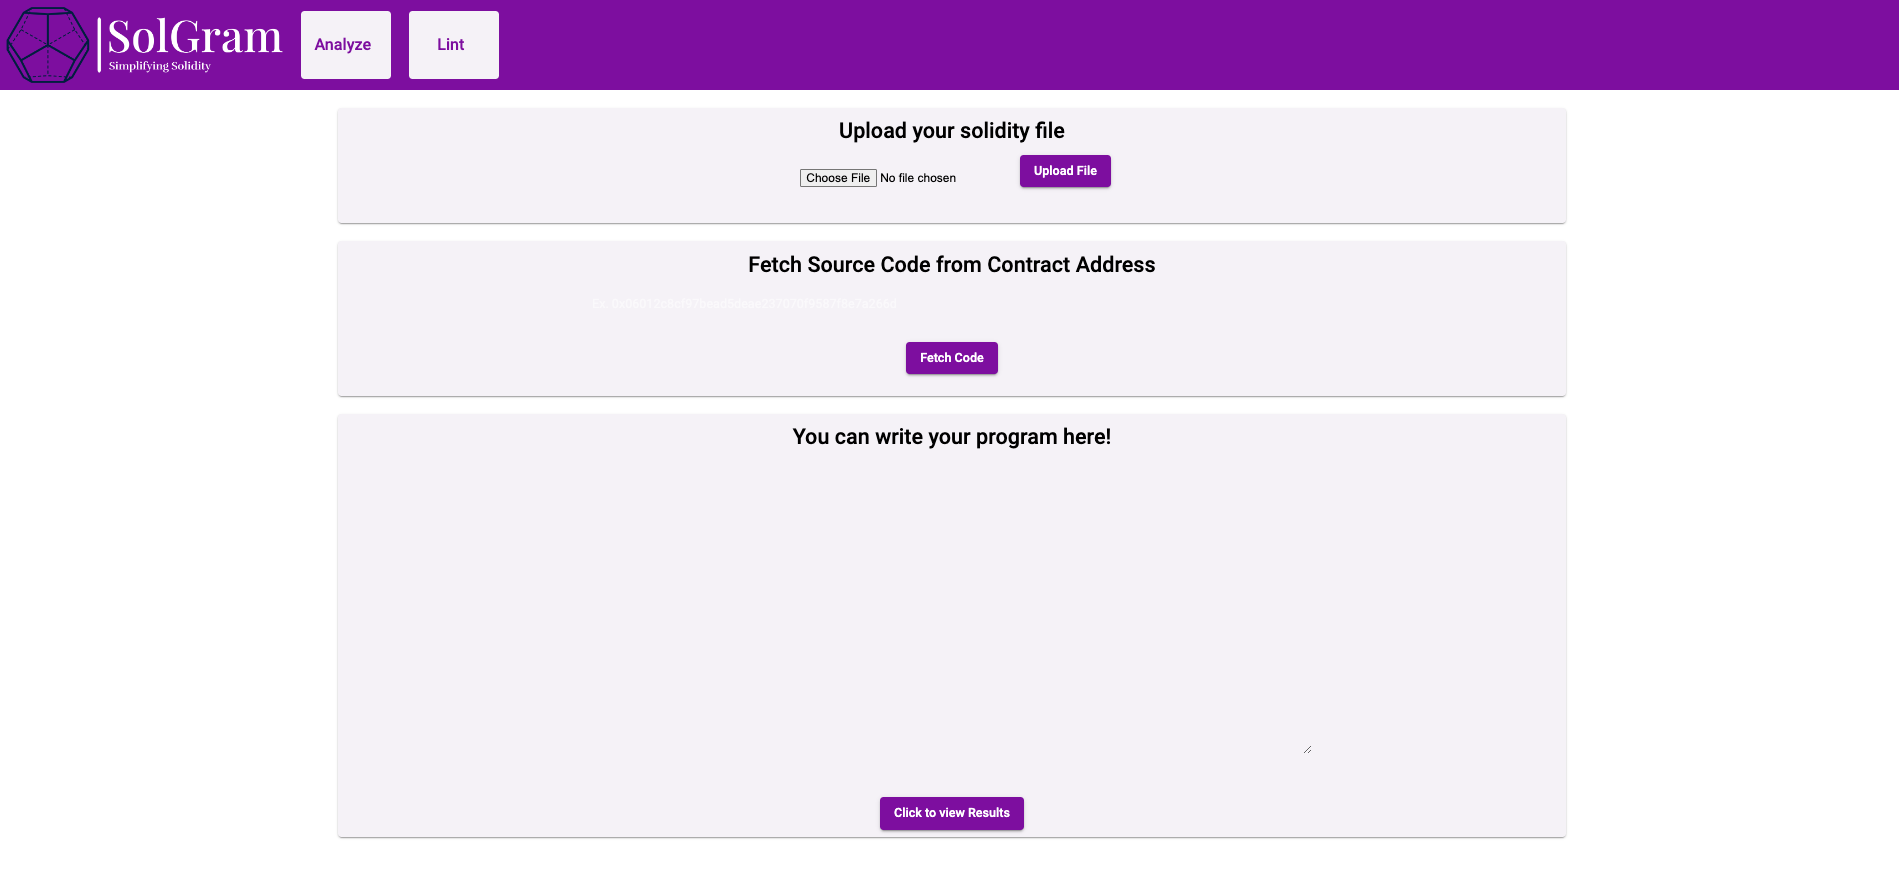 SolGram
Simplifying Solidity
Analyze
Lint
Upload your solidity file
Choose File No file chosen
Upload File
Fetch Source Code from Contract Address
Ex.
Fetch Code
You can write your program here!
Click to view Results